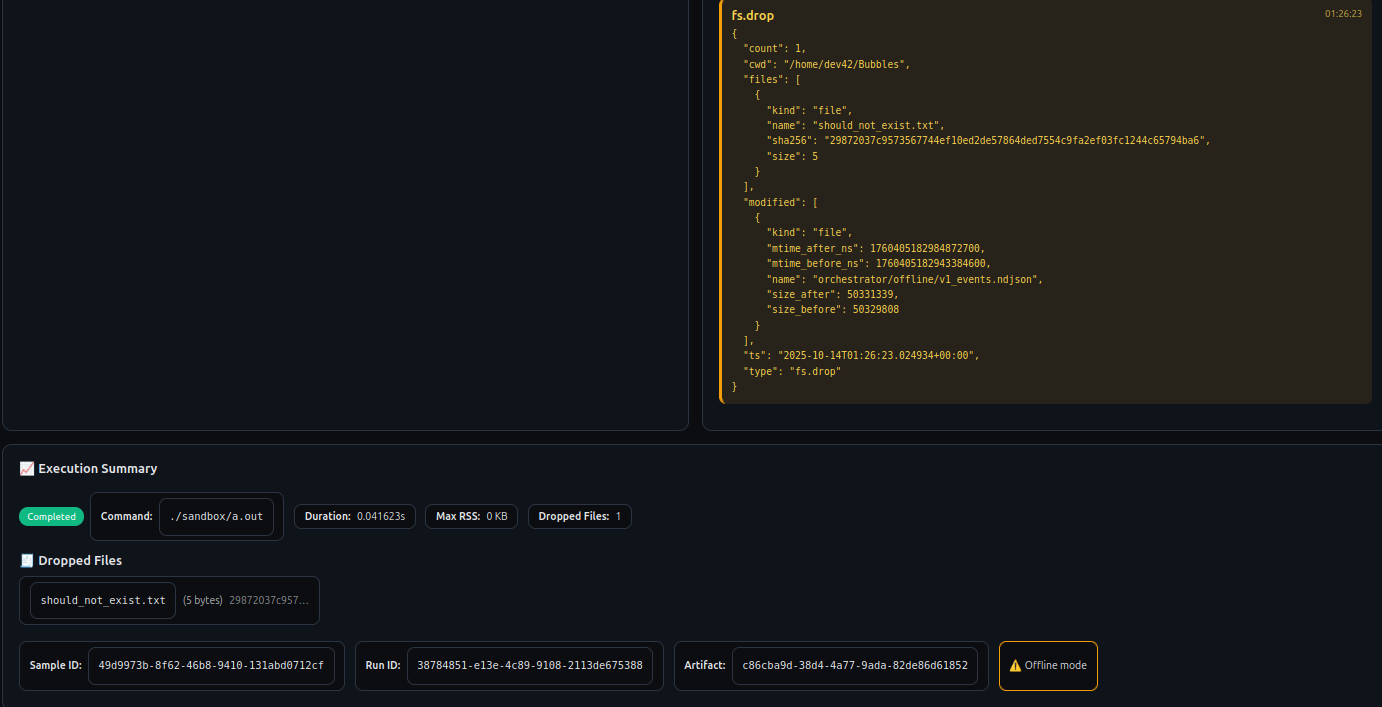 fs.drop 01:26:23
{
"count": 1,
"cwd": "/home/dev42/Bubbles",
"files": [
{
"kind": "file",
"name": "should_not_exist.txt",
"sha256": "29872037c9573567744ef10ed2de57864ded7554c9fa2ef03fc1244c65794ba6",
"size": 5
}
],
"modified": [
{
"kind": "file",
"mtime_after_ns": 1760405182984872700,
"mtime_before_ns": 1760405182943384600,
"name": "orchestrator/offline/v1_events.ndjson",
"size_after": 50331339,
"size_before": 50329808
}
],
"ts": "2025-10-14T01:26:23.024934+00:00",
"type": "fs.drop"
}
Execution Summary
Completed Command: ./sandbox/a.out Duration: 0.041623s Max RSS: 0 KB Dropped Files: 1
Dropped Files
should_not_exist.txt (5 bytes) 29872037c957…
Sample ID: 49d9973b-8f62-46b8-9410-131abd0712cf Run ID: 38784851-e13e-4c89-9108-2113de675388 Artifact: c86cba9d-38d4-4a77-9ada-82de86d61852 Offline mode